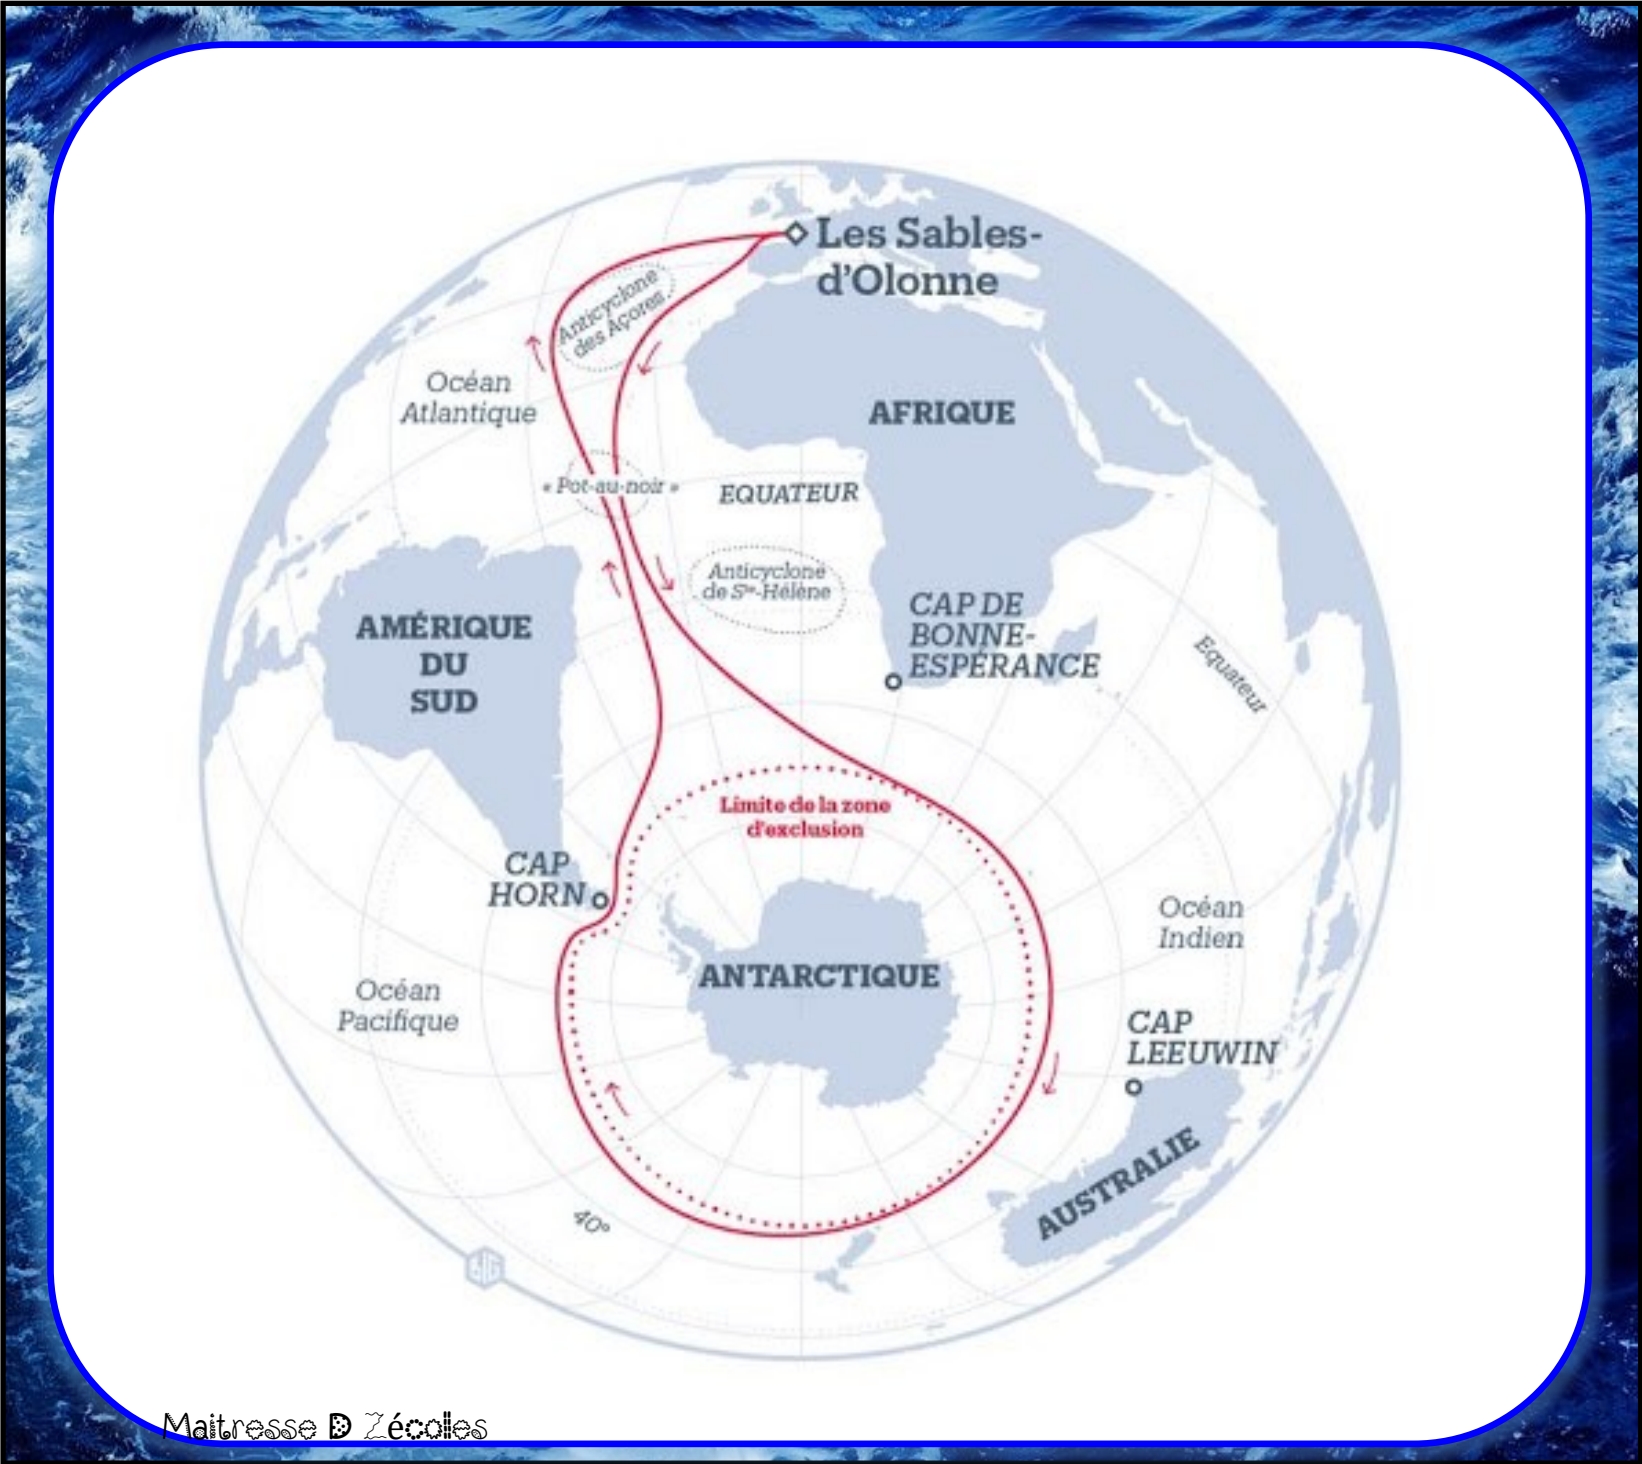 Les Sables-
d'Olonne
Anticyclone
des Açores
Océan
Atlantique
AFRIQUE
« Pot-au-noir »
EQUATEUR
Anticyclone
de Ste-Hélène
CAP DE
BONNE-
ESPÉRANCE
Equateur
AMÉRIQUE
DU
SUD
Limite de la zone
d'exclusion
CAP
HORN
Océan
Indien
ANTARCTIQUE
Océan
Pacifique
CAP
LEEUWIN
AUSTRALIE
40°
Maitresse D Zécolles